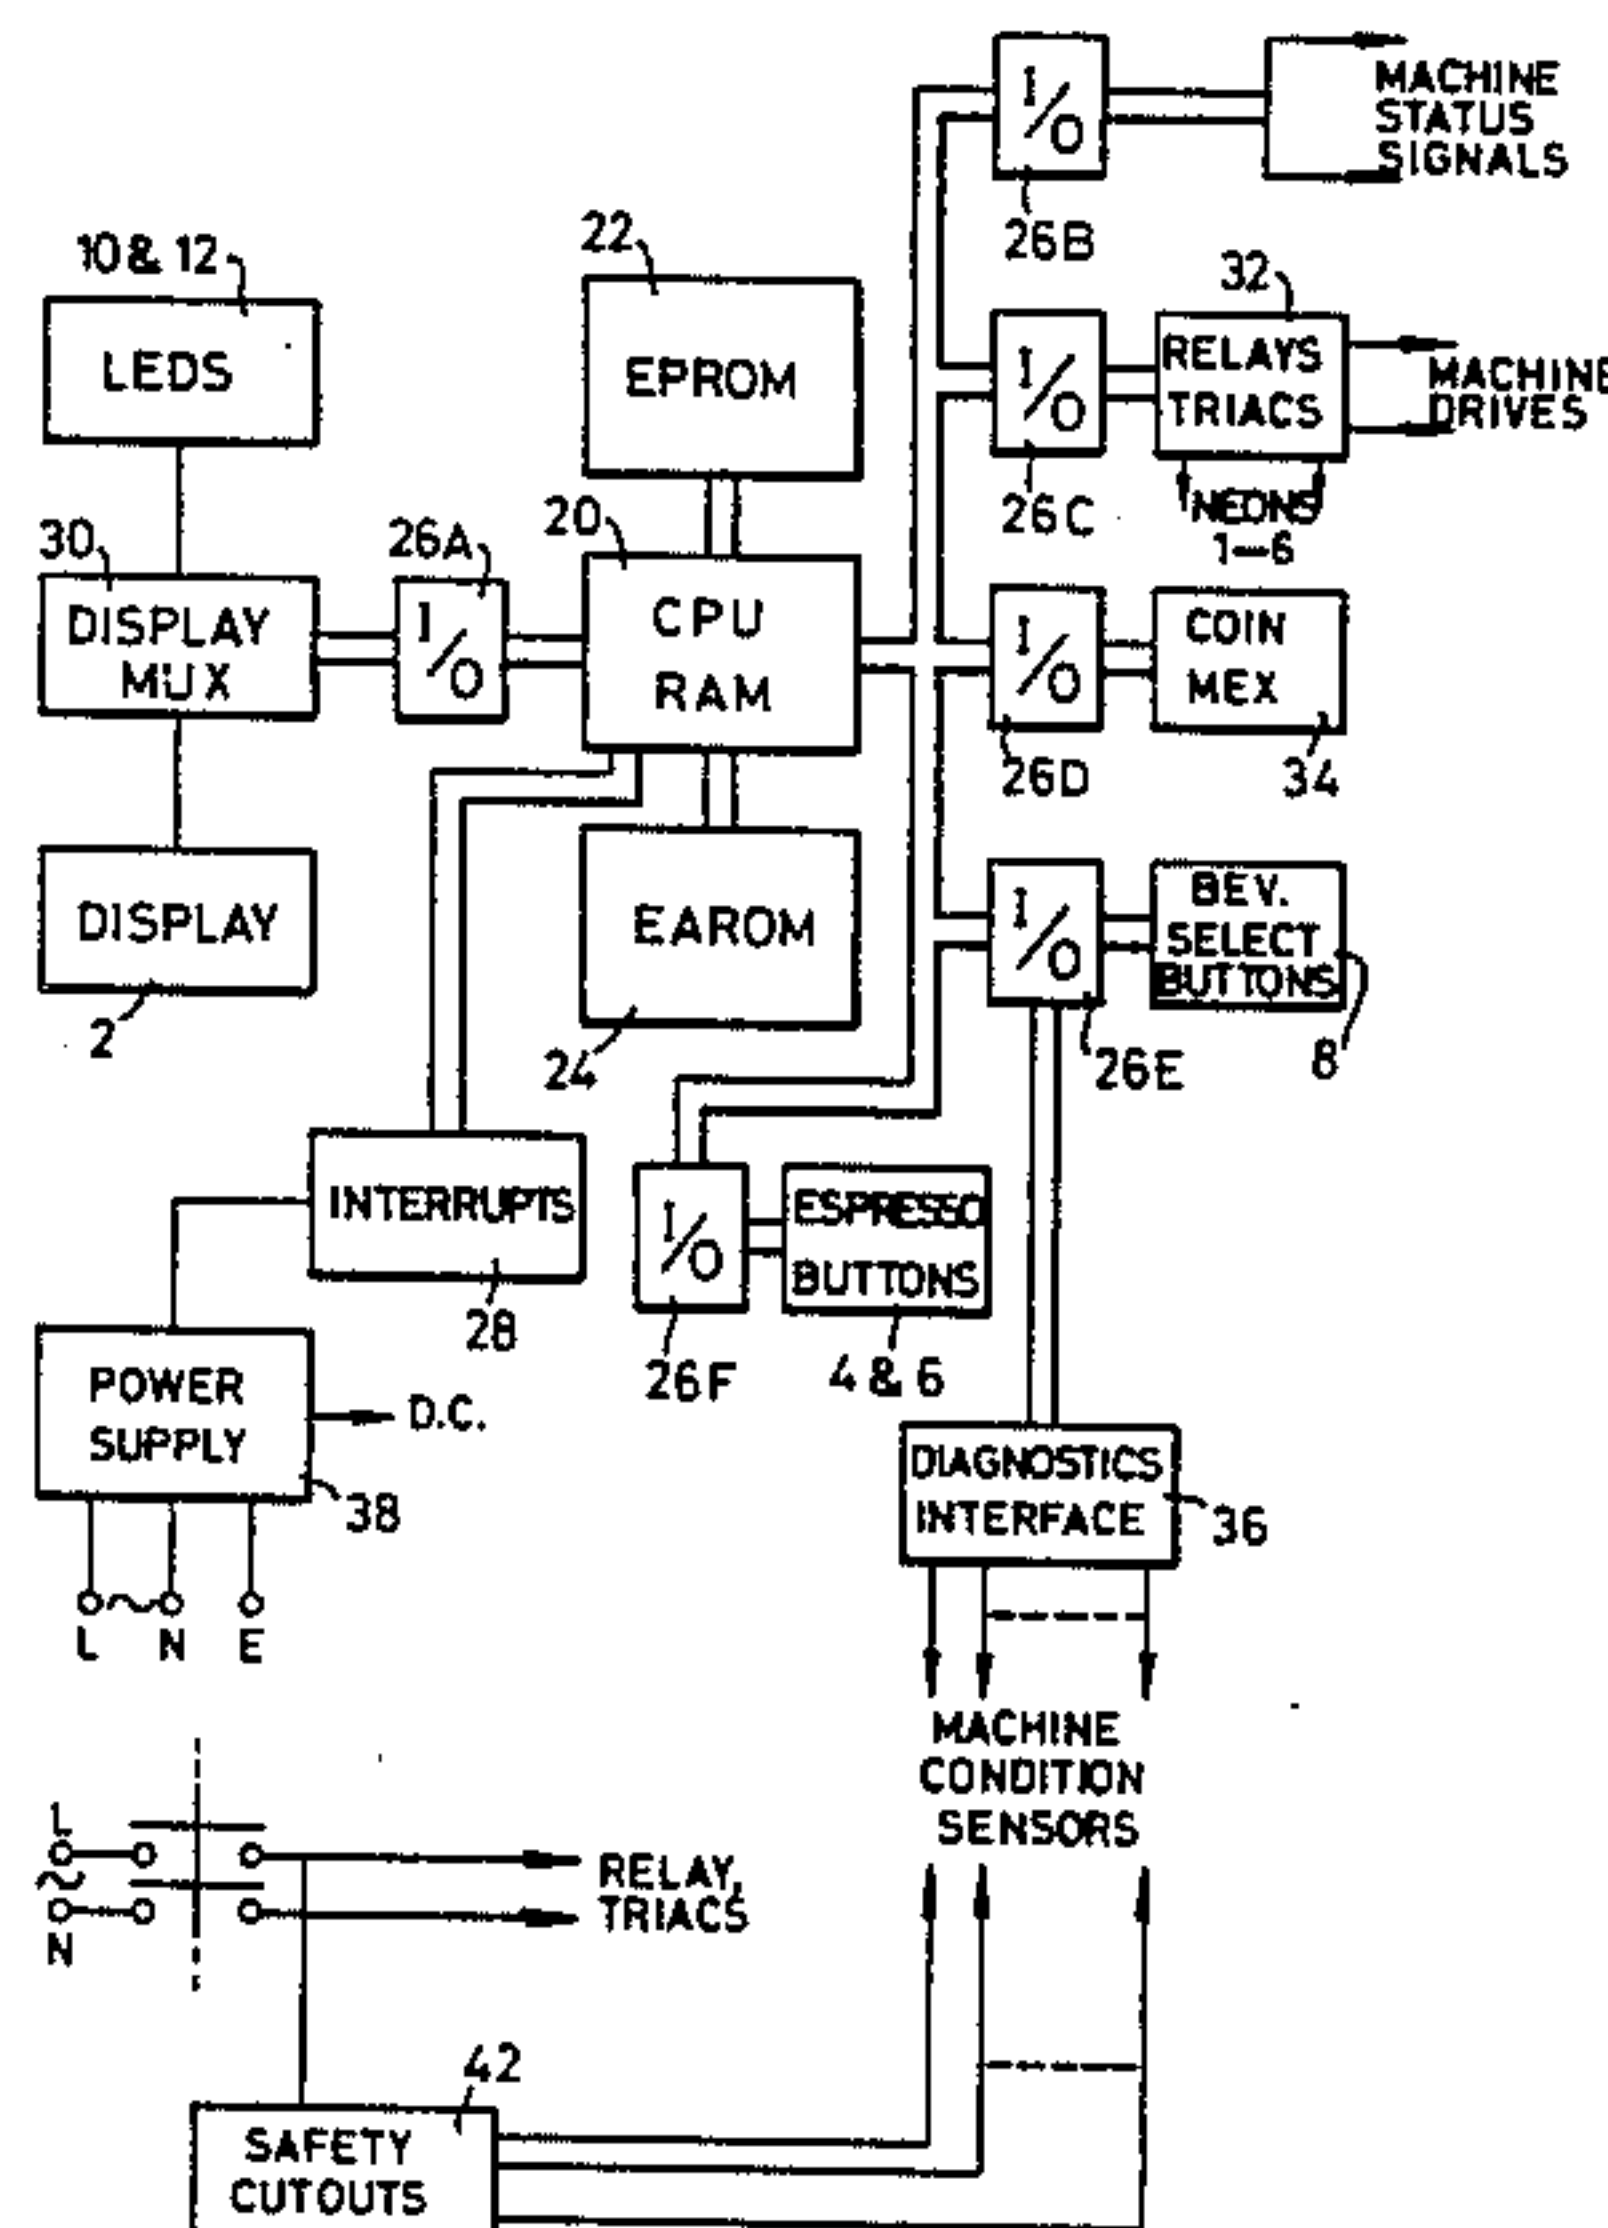 I/O
MACHINE
STATUS
SIGNALS
26B
10 & 12
LEDS
22
EPROM
32
I/O
RELAYS
TRIACS
MACHINE
DRIVES
26C
NEONS
1-6
30
DISPLAY
MUX
26A
I/O
20
CPU
RAM
I/O
COIN
MEX
26D
34
DISPLAY
2
EAROM
24
I/O
BEV.
SELECT
BUTTONS
26E
8
INTERRUPTS
28
I/O
ESPRESSO
BUTTONS
26F
4 & 6
POWER
SUPPLY
D.C.
38
L N E
DIAGNOSTICS
INTERFACE
36
MACHINE
CONDITION
SENSORS
L
N
RELAY,
TRIACS
42
SAFETY
CUTOUTS